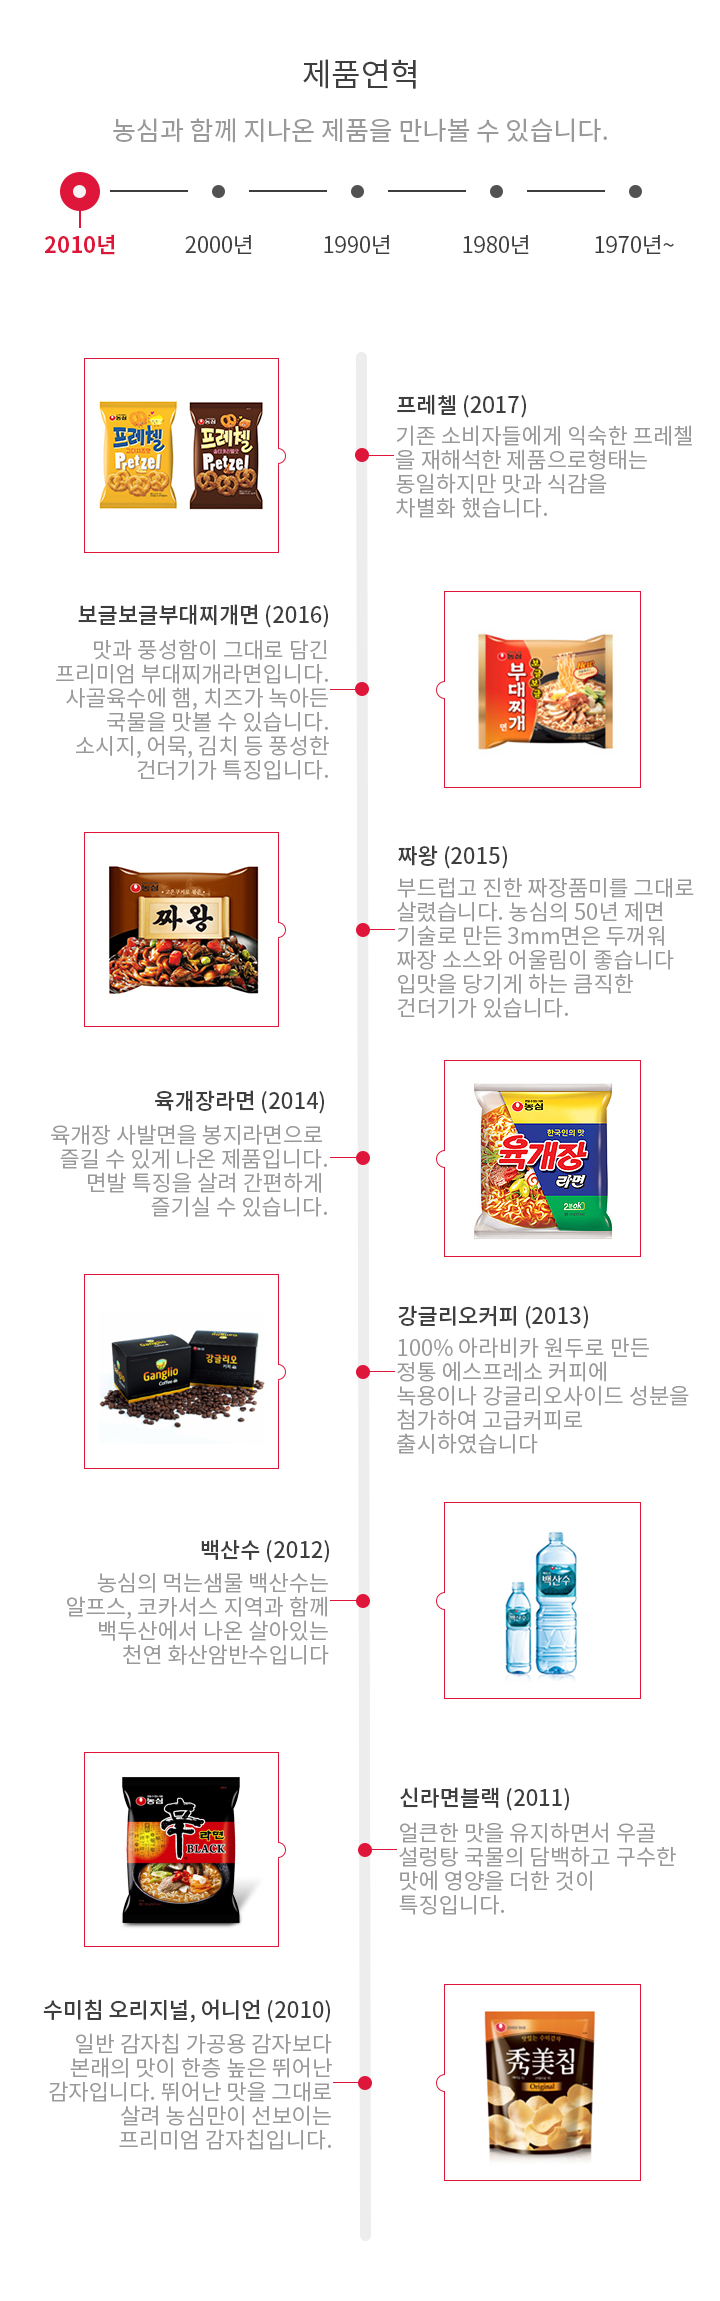 제품연혁
농심과 함께 지나온 제품을 만나볼 수 있습니다.
2010년
2000년
1990년
1980년
1970년~
농심
프레첼
Pretzel
농심
프레첼
Pretzel
프레첼 (2017)
기존 소비자들에게 익숙한 프레첼
을 재해석한 제품으로형태는
동일하지만 맛과 식감을
차별화 했습니다.
보글보글부대찌개면 (2016)
맛과 풍성함이 그대로 담긴
프리미엄 부대찌개라면입니다.
사골육수에 햄, 치즈가 녹아든
국물을 맛볼 수 있습니다.
소시지, 어묵, 김치 등 풍성한
건더기가 특징입니다.
농심
보글보글
부대찌개
면
농심
짜왕
짜왕 (2015)
부드럽고 진한 짜장품미를 그대로
살렸습니다. 농심의 50년 제면
기술로 만든 3mm면은 두꺼워
짜장 소스와 어울림이 좋습니다
입맛을 당기게 하는 큼직한
건더기가 있습니다.
육개장라면 (2014)
육개장 사발면을 봉지라면으로
즐길 수 있게 나온 제품입니다.
면발 특징을 살려 간편하게
즐기실 수 있습니다.
농심
한국인의 맛
육개장
라면
2분ok!
Ganglio
Coffee
강글리오
커피
강글리오커피 (2013)
100% 아라비카 원두로 만든
정통 에스프레소 커피에
녹용이나 강글리오사이드 성분을
첨가하여 고급커피로
출시하였습니다
백산수 (2012)
농심의 먹는샘물 백산수는
알프스, 코카서스 지역과 함께
백두산에서 나온 살아있는
천연 화산암반수입니다
백산수
백산수
농심
辛
라면
BLACK
신라면블랙 (2011)
얼큰한 맛을 유지하면서 우골
설렁탕 국물의 담백하고 구수한
맛에 영양을 더한 것이
특징입니다.
수미침 오리지널, 어니언 (2010)
일반 감자칩 가공용 감자보다
본래의 맛이 한층 높은 뛰어난
감자입니다. 뛰어난 맛을 그대로
살려 농심만이 선보이는
프리미엄 감자칩입니다.
秀美칩
Original